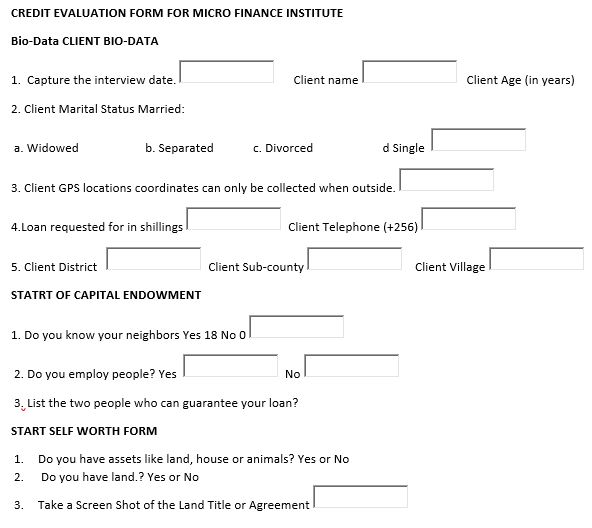 CREDIT EVALUATION FORM FOR MICRO FINANCE INSTITUTE
Bio-Data CLIENT BIO-DATA
1. Capture the interview date. Client name Client Age (in years)
2. Client Marital Status Married:
a. Widowed b. Separated c. Divorced d Single
3. Client GPS locations coordinates can only be collected when outside.
4.Loan requested for in shillings Client Telephone (+256)
5. Client District Client Sub-county Client Village
STATRT OF CAPITAL ENDOWMENT
1. Do you know your neighbors Yes 18 No 0
2. Do you employ people? Yes No
3. List the two people who can guarantee your loan?
START SELF WORTH FORM
1. Do you have assets like land, house or animals? Yes or No
2. Do you have land.? Yes or No
3. Take a Screen Shot of the Land Title or Agreement